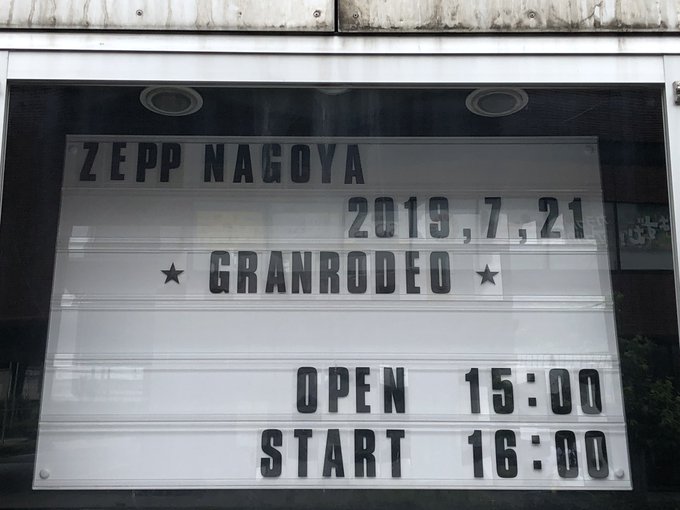 ZEPP NAGOYA
2019,7,21
★ GRANRODEO ★
OPEN 15:00
START 16:00